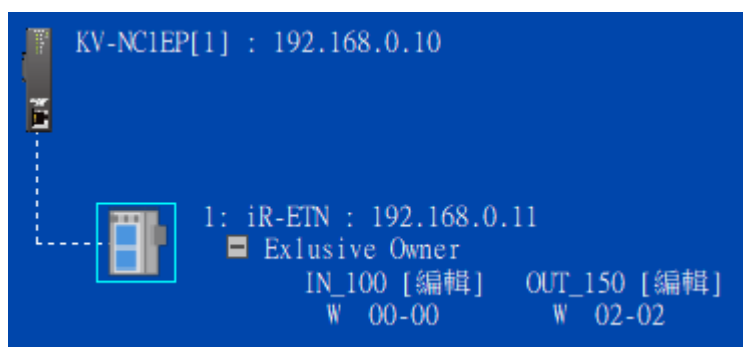 KV-NC1EP[1] : 192.168.0.10
1: iR-ETN : 192.168.0.11
Exlusive Owner
IN_100 [編輯] OUT_150 [編輯]
W 00-00 W 02-02